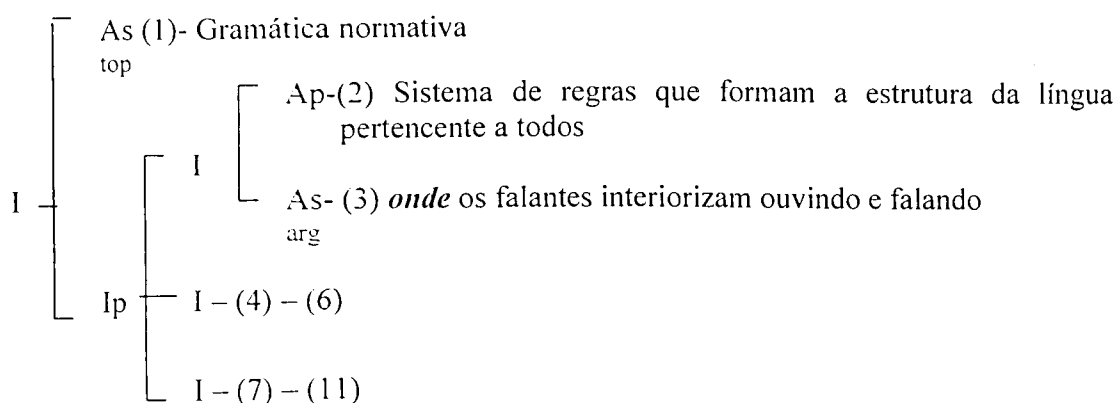 As (1)- Gramática normativa
top
Ap-(2) Sistema de regras que formam a estrutura da língua
pertencente a todos
I
I
As- (3) onde os falantes interiorizam ouvindo e falando
arg
Ip
I – (4) – (6)
I – (7) – (11)